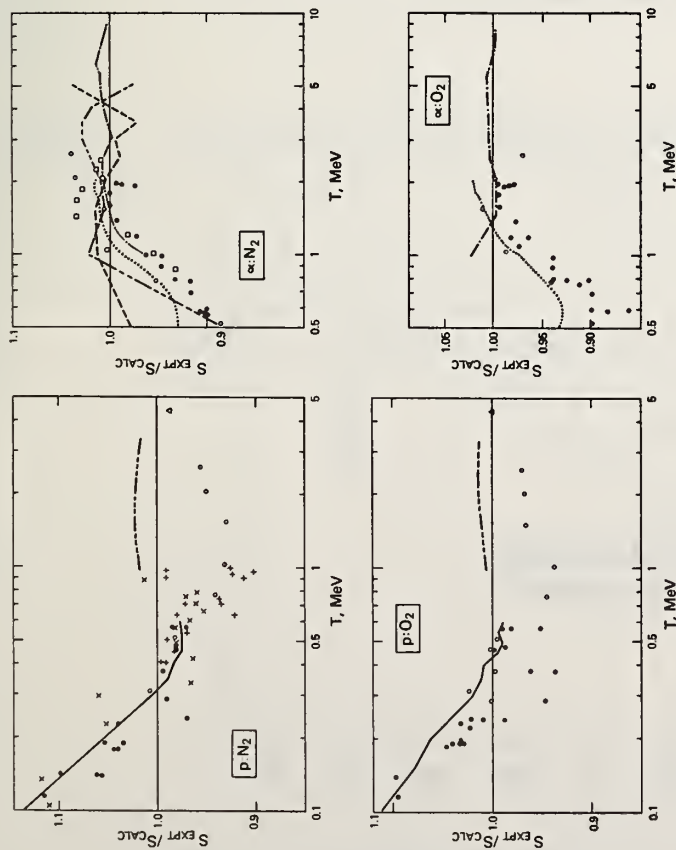 1.1
1.0
0.9
S EXPT/S CALC
p:N₂
0.1
0.5
1
5
T, MeV
1.1
1.0
0.9
S EXPT/S CALC
α:N₂
0.5
1
5
10
T, MeV
1.1
1.0
0.9
S EXPT/S CALC
p:O₂
0.1
0.5
1
5
T, MeV
1.05
1.00
0.95
0.90
S EXPT/S CALC
α:O₂
0.5
1
5
10
T, MeV